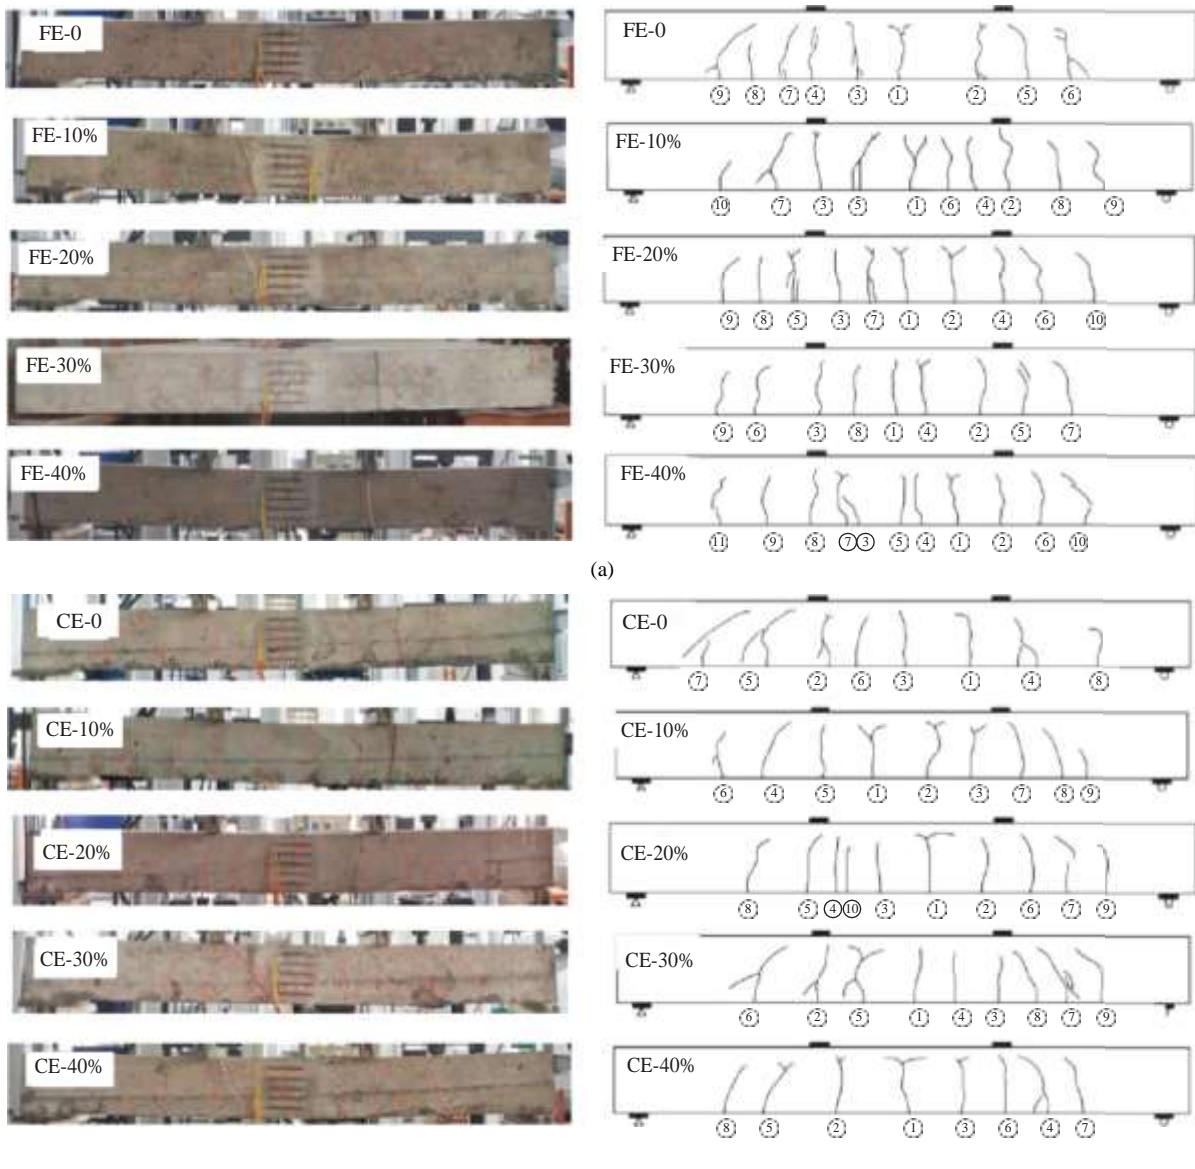 FE-0
FE-0
9 8 7 4 3 1 2 5 6
FE-10%
FE-10%
10 7 3 5 1 6 4 2 8 9
FE-20%
FE-20%
9 8 5 3 7 1 2 4 6 10
FE-30%
FE-30%
9 6 3 8 1 4 2 5 7
FE-40%
FE-40%
11 9 8 7 3 5 4 1 2 6 10
(a)
CE-0
CE-0
7 5 2 6 3 1 4 8
CE-10%
CE-10%
6 4 5 1 2 3 7 8 9
CE-20%
CE-20%
8 5 4 10 3 1 2 6 7 9
CE-30%
CE-30%
6 2 5 1 4 3 8 7 9
CE-40%
CE-40%
8 5 2 1 3 6 4 7